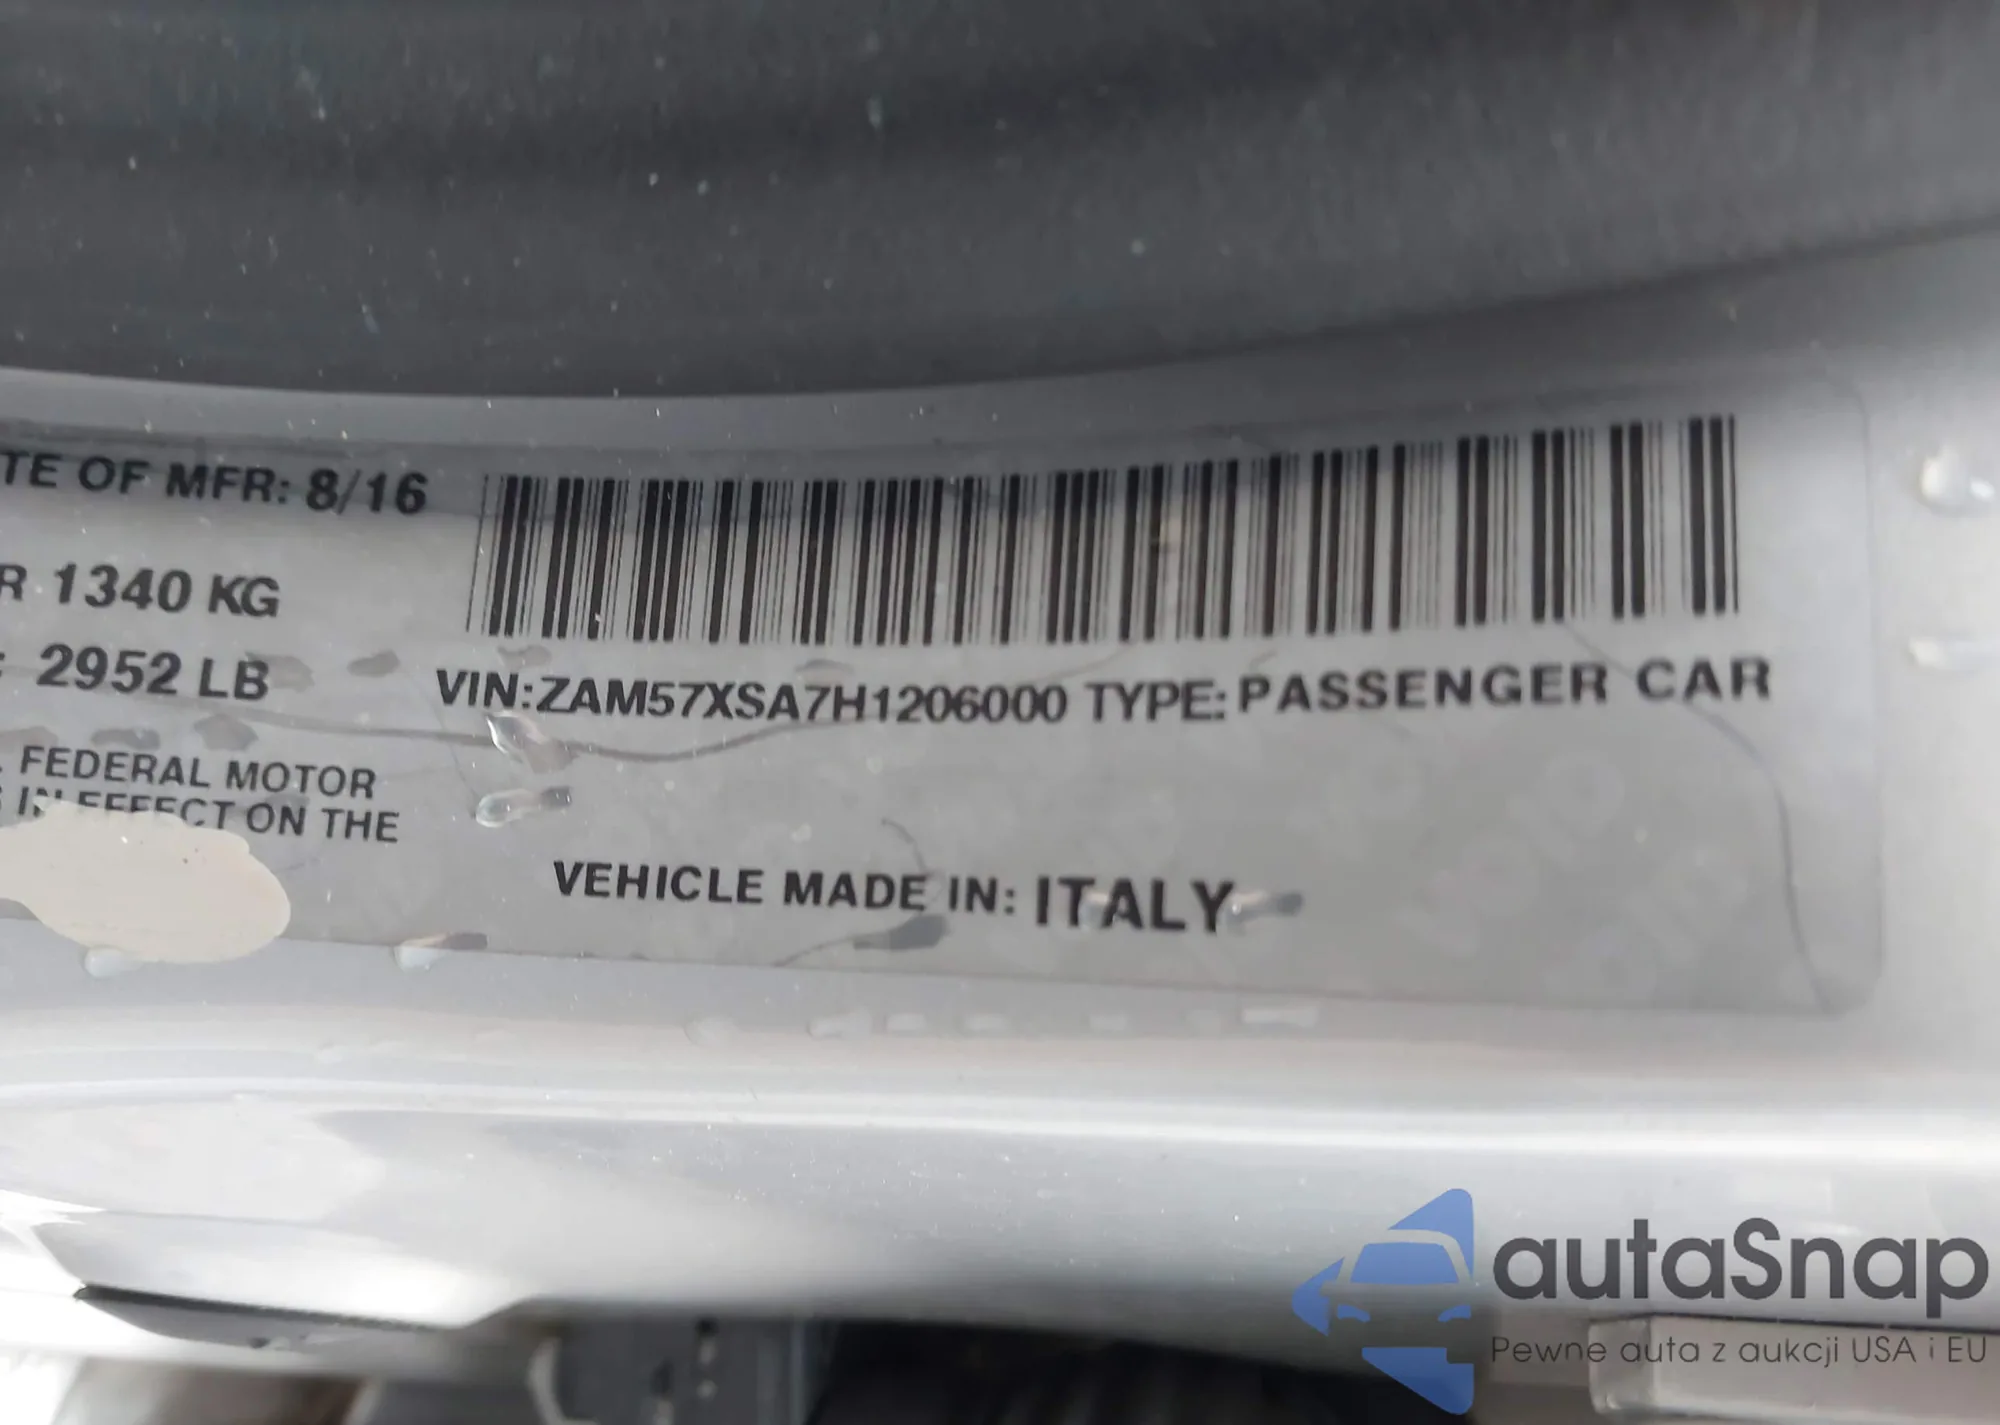 TE OF MFR: 8/16
R 1340 KG
2952 LB
VIN:ZAM57XSA7H1206000 TYPE: PASSENGER CAR
FEDERAL MOTOR
IN EFFECT ON THE
VEHICLE MADE IN: ITALY
autaSnap
Pewne auta z aukcji USA i EU